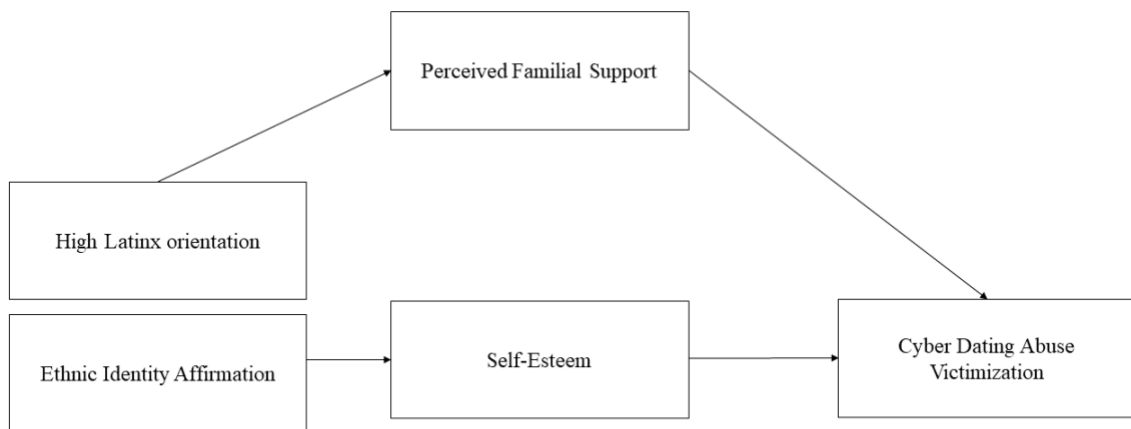 Perceived Familial Support
High Latinx orientation
Ethnic Identity Affirmation
Self-Esteem
Cyber Dating Abuse
Victimization